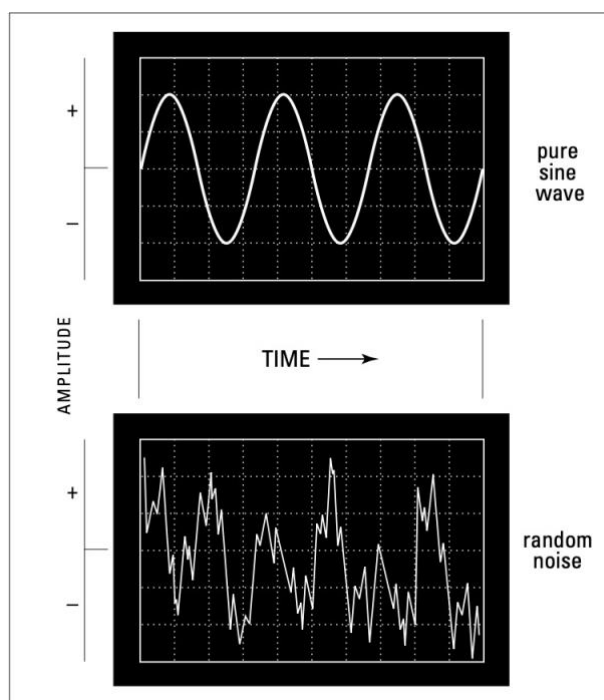 +
–
pure
sine
wave
AMPLITUDE
TIME
+
–
random
noise